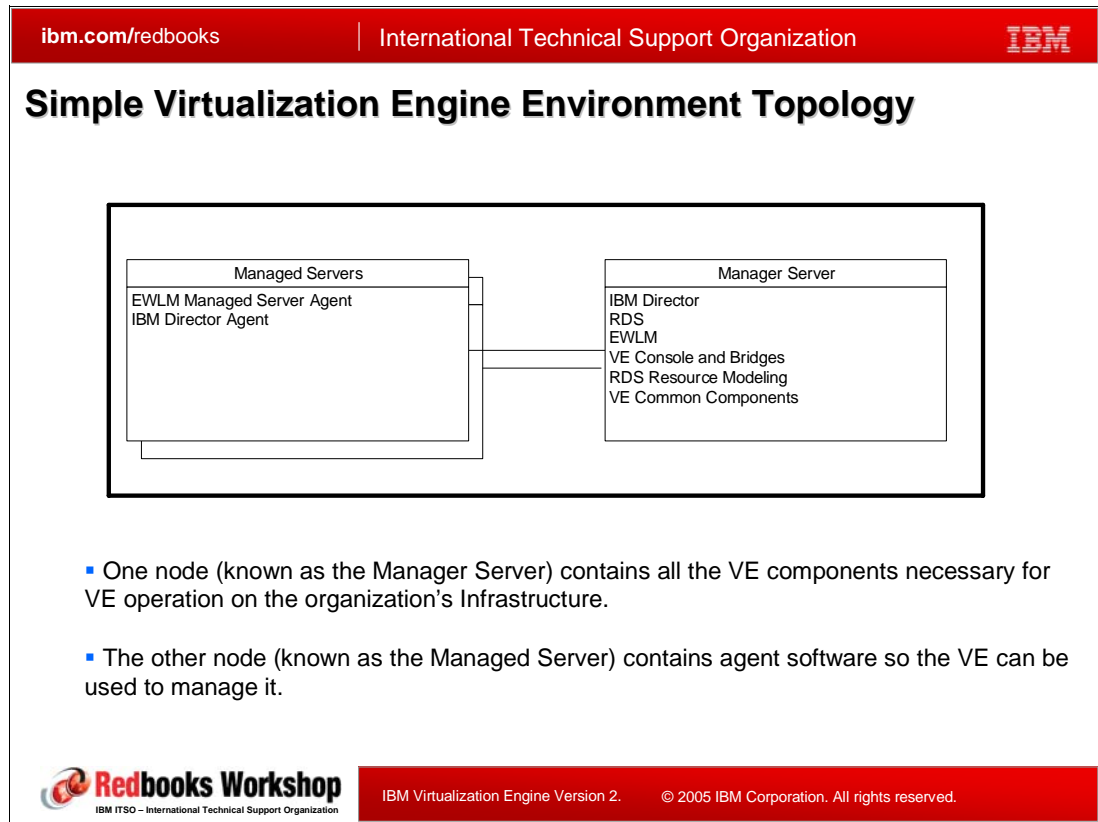 ibm.com/redbooks
International Technical Support Organization
IBM
Simple Virtualization Engine Environment Topology
Managed Servers
EWLM Managed Server Agent
IBM Director Agent
Manager Server
IBM Director
RDS
EWLM
VE Console and Bridges
RDS Resource Modeling
VE Common Components
▪ One node (known as the Manager Server) contains all the VE components necessary for
VE operation on the organization’s Infrastructure.
▪ The other node (known as the Managed Server) contains agent software so the VE can be
used to manage it.
Redbooks Workshop
IBM ITSO – International Technical Support Organization
IBM Virtualization Engine Version 2.
© 2005 IBM Corporation. All rights reserved.